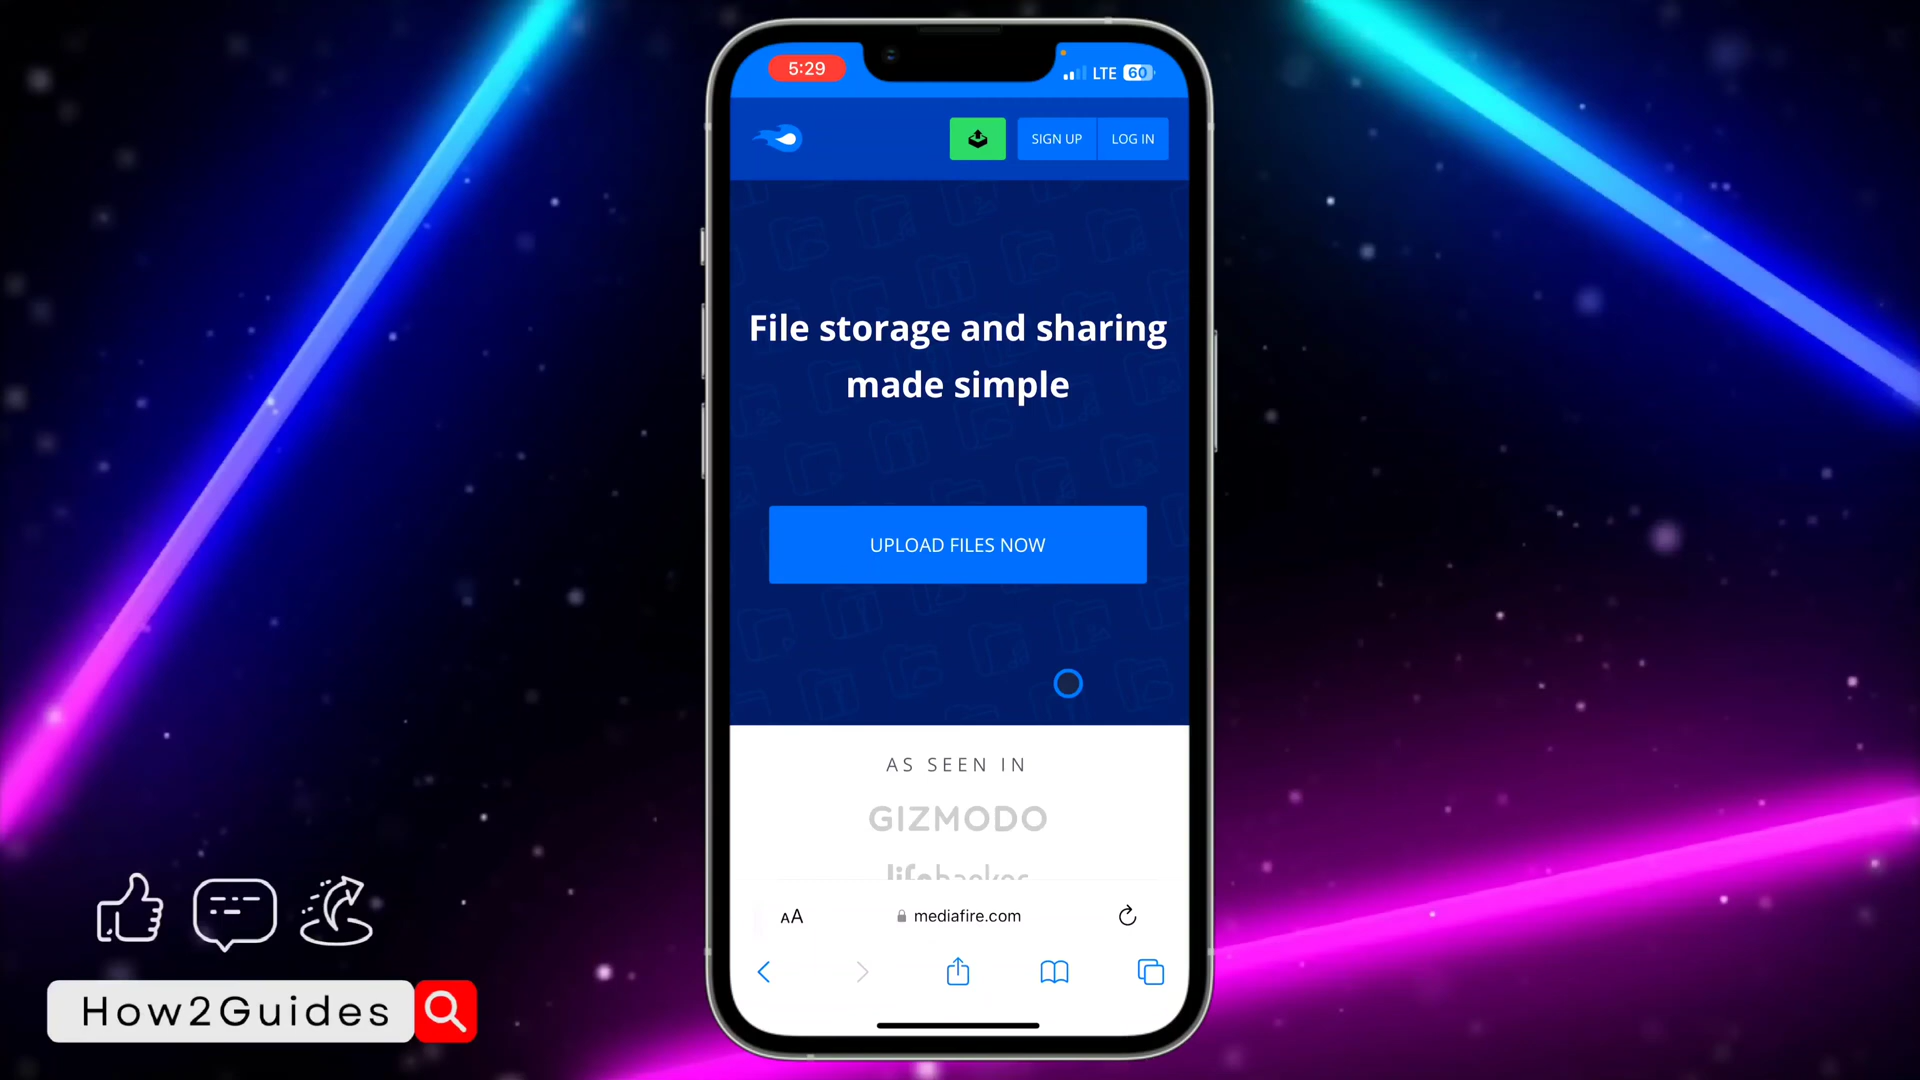 5:29
LTE 60
SIGN UP LOG IN
File storage and sharing
made simple
UPLOAD FILES NOW
AS SEEN IN
GIZMODO
lifehacker
AA mediafire.com
How2Guides